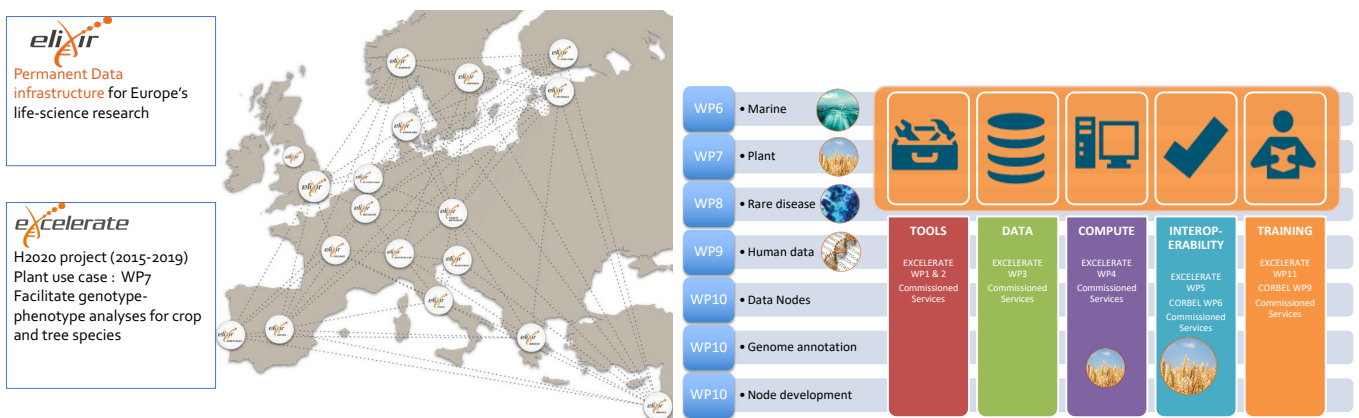 elixir
Permanent Data
infrastructure for Europe's
life-science research
excelerate
H2020 project (2015-2019)
Plant use case : WP7
Facilitate genotype-
phenotype analyses for crop
and tree species
elixir
elixir
WP6
• Marine
WP7
• Plant
WP8
• Rare disease
WP9
• Human data
WP10
• Data Nodes
WP10
• Genome annotation
WP10
• Node development
TOOLS
EXCELERATE
WP1 & 2
Commissioned
Services
DATA
EXCELERATE
WP3
Commissioned
Services
COMPUTE
EXCELERATE
WP4
Commissioned
Services
INTEROP-
ERABILITY
EXCELERATE
WP5
CORBEL WP6
Commissioned
Services
TRAINING
EXCELERATE
WP11
CORBEL WP9
Commissioned
Services